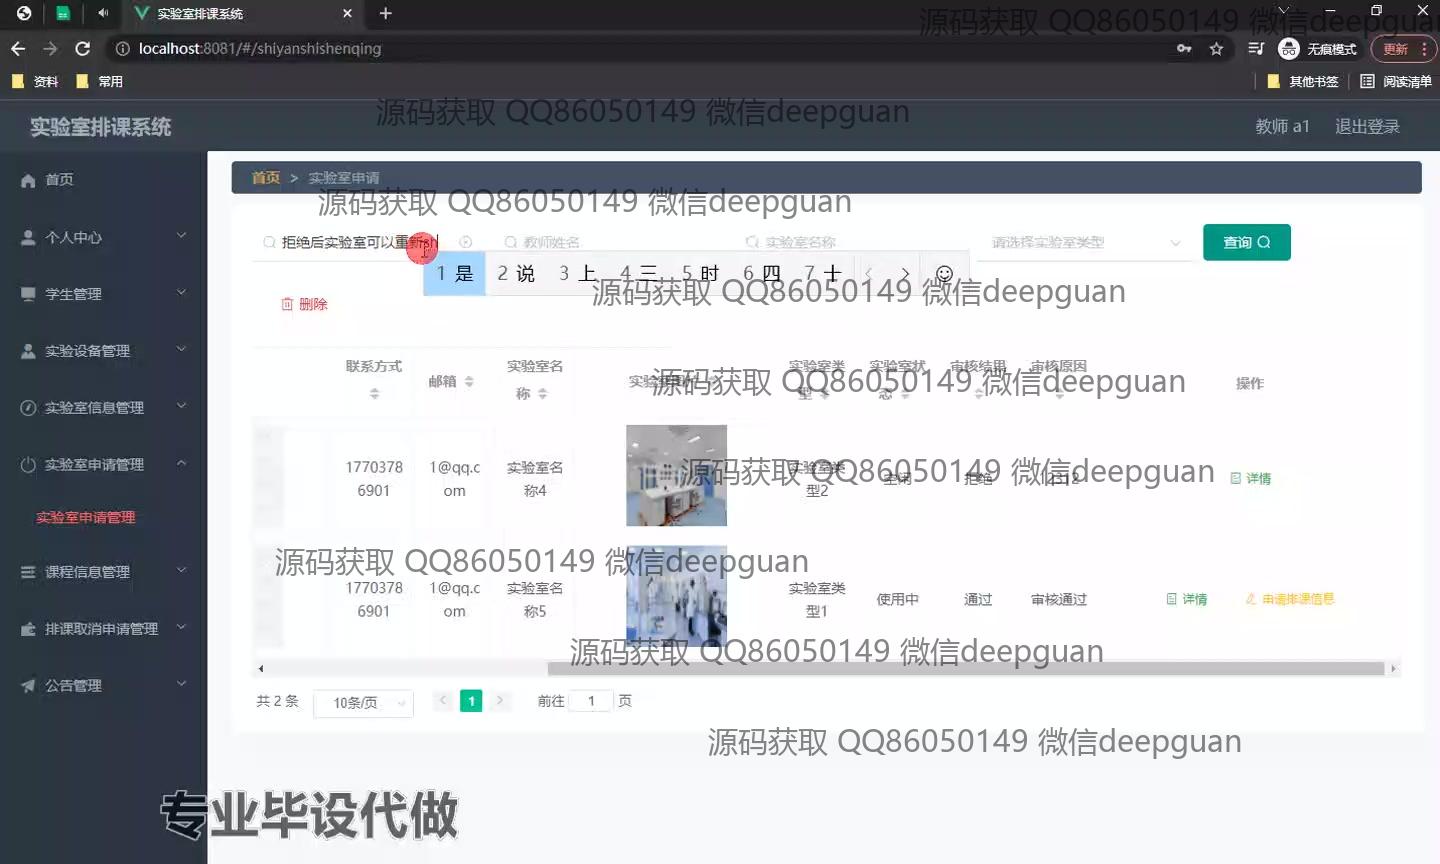 实验室排课系统
源码获取 QQ86050149 微信deepguan
localhost:8081/#/shiyanshishenqing
无痕模式
更新
资料
常用
其他书签
阅读清单
源码获取 QQ86050149 微信deepguan
实验室排课系统
教师 a1
退出登录
首页
个人中心
学生管理
实验设备管理
实验室信息管理
实验室申请管理
实验室申请管理
课程信息管理
排课取消申请管理
公告管理
首页 > 实验室申请
源码获取 QQ86050149 微信deepguan
拒绝后实验室可以重新sh
教师姓名
实验室名称
请选择实验室类型
查询
1 是 2 说 3 上 4 三 5 时 6 四 7 十
源码获取 QQ86050149 微信deepguan
删除
联系方式
邮箱
实验室名称
实验室类型
实验室状态
审核结果
审核原因
操作
源码获取 QQ86050149 微信deepguan
1770378
6901
1@qq.c
om
实验室名
称4
实验室类
型2
空闲
拒绝
详情
源码获取 QQ86050149 微信deepguan
源码获取 QQ86050149 微信deepguan
1770378
6901
1@qq.c
om
实验室名
称5
实验室类
型1
使用中
通过
审核通过
详情
申请排课信息
源码获取 QQ86050149 微信deepguan
共 2 条
10条/页
1
前往 1 页
源码获取 QQ86050149 微信deepguan
专业毕设代做